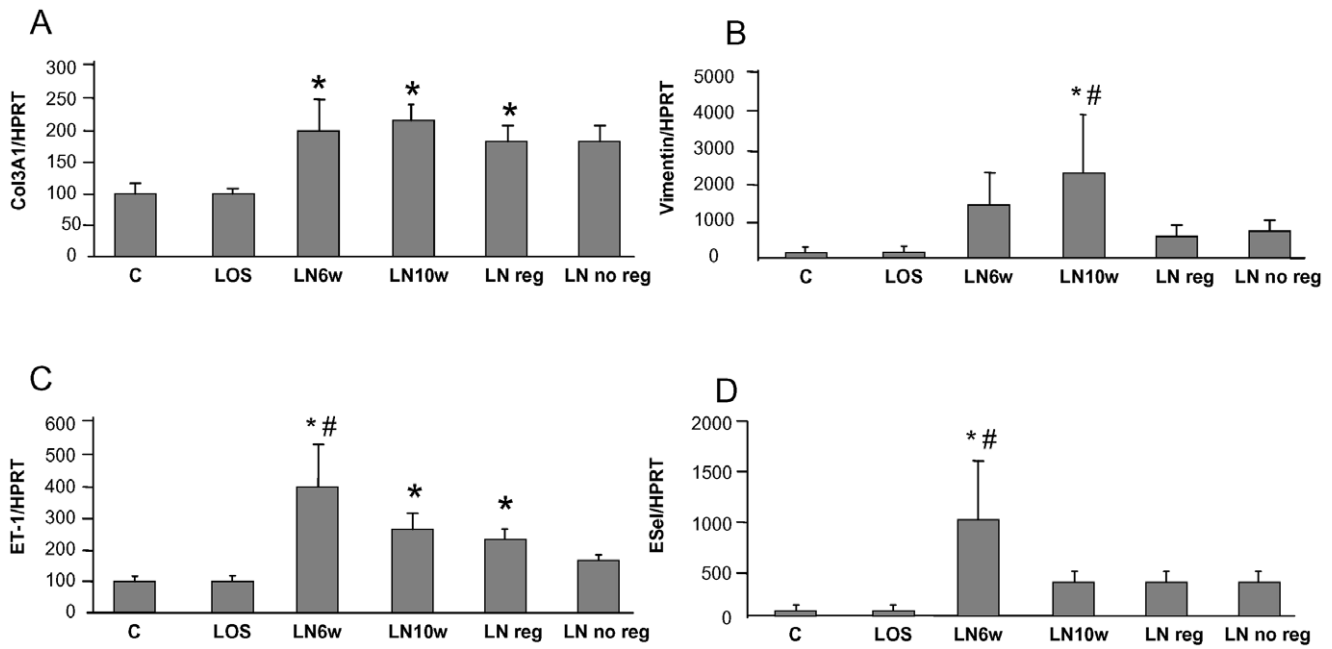 A
Col3A1/HPRT
300
250
200
150
100
50
0
* * *
C LOS LN6w LN10w LN reg LN no reg
B
Vimentin/HPRT
5000
4000
3000
2000
1000
0
* #
C LOS LN6w LN10w LN reg LN no reg
C
ET-1/HPRT
600
500
400
300
200
100
0
* # * *
C LOS LN6w LN10w LN reg LN no reg
D
ESel/HPRT
2000
1500
1000
500
0
* #
C LOS LN6w LN10w LN reg LN no reg